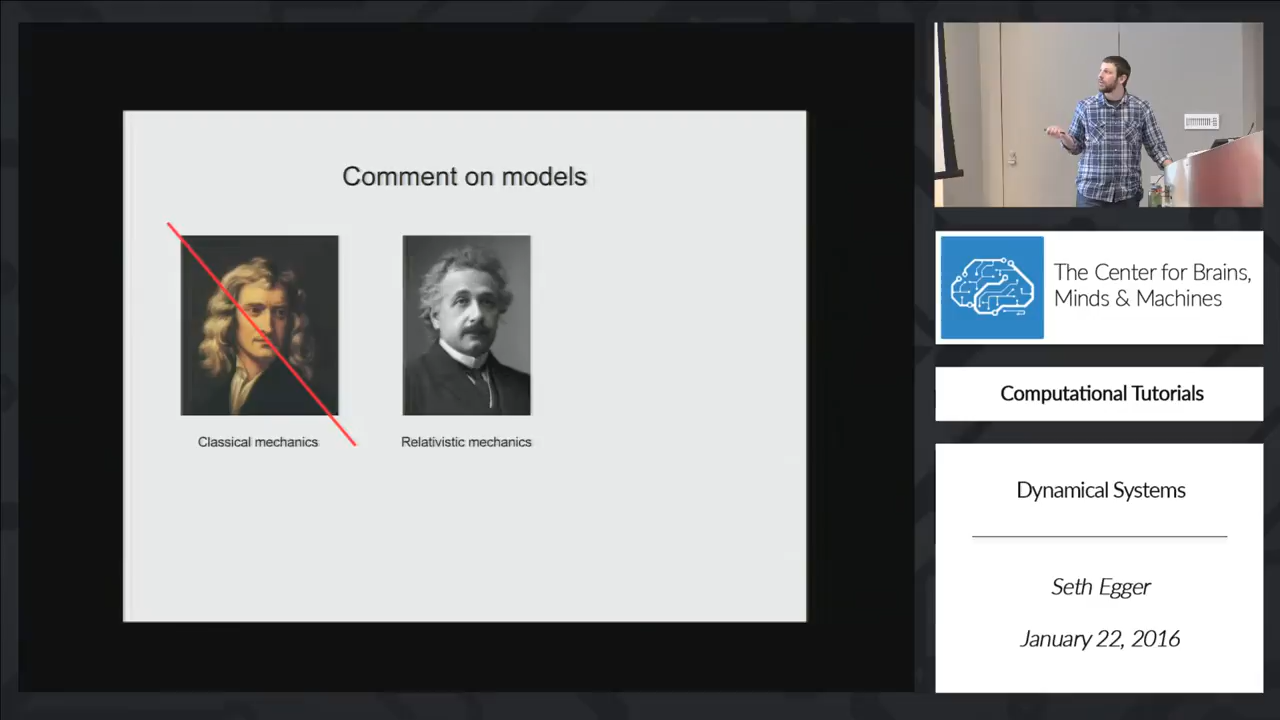 Comment on models
Classical mechanics
Relativistic mechanics
The Center for Brains,
Minds & Machines
Computational Tutorials
Dynamical Systems
Seth Egger
January 22, 2016